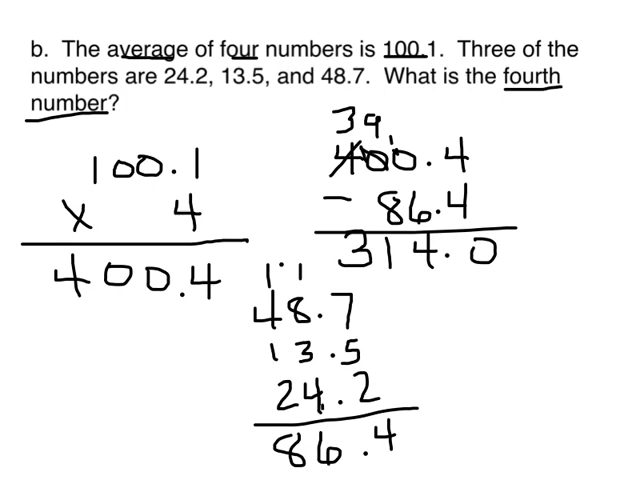 b. The average of four numbers is 100.1. Three of the
numbers are 24.2, 13.5, and 48.7. What is the fourth
number?
100.1
x 4
400.4
39 1
400.4
- 86.4
314.0
1 1
48.7
13.5
24.2
86.4